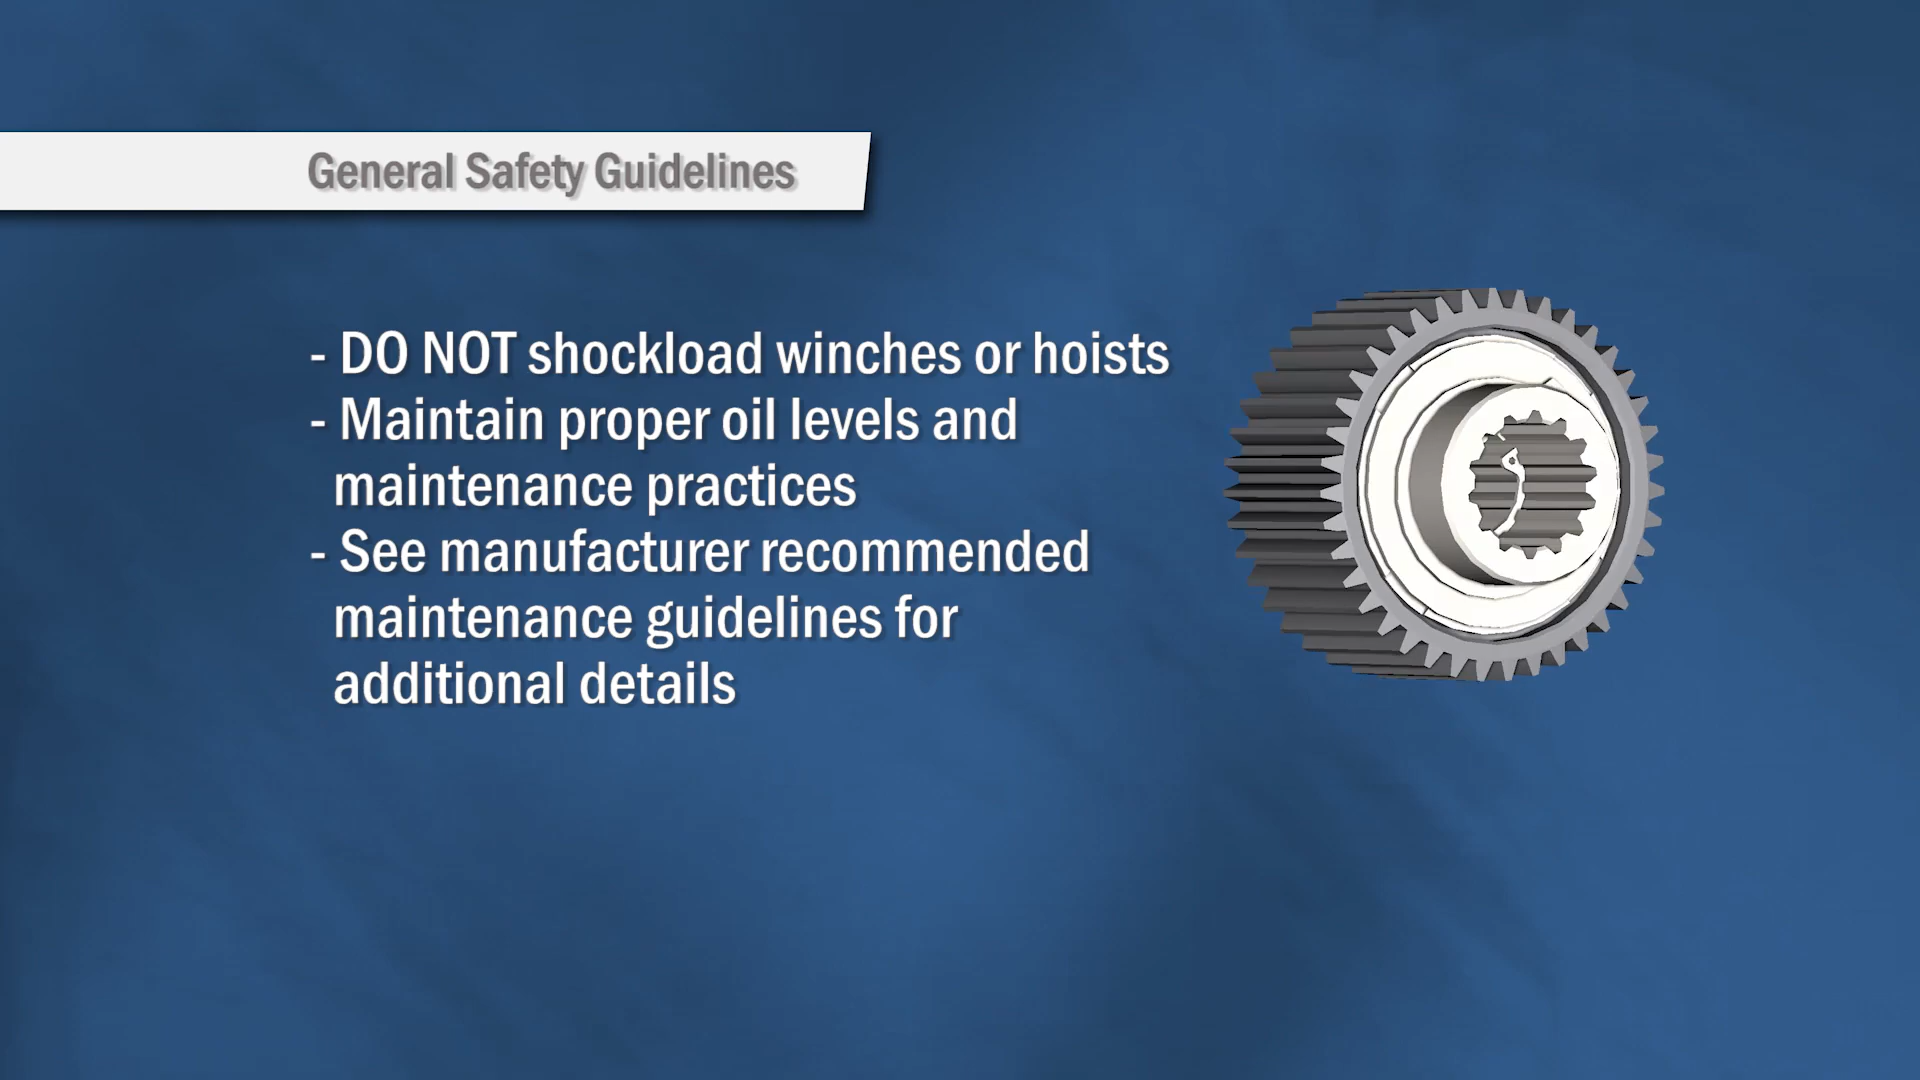 General Safety Guidelines
- DO NOT shockload winches or hoists
- Maintain proper oil levels and
maintenance practices
- See manufacturer recommended
maintenance guidelines for
additional details